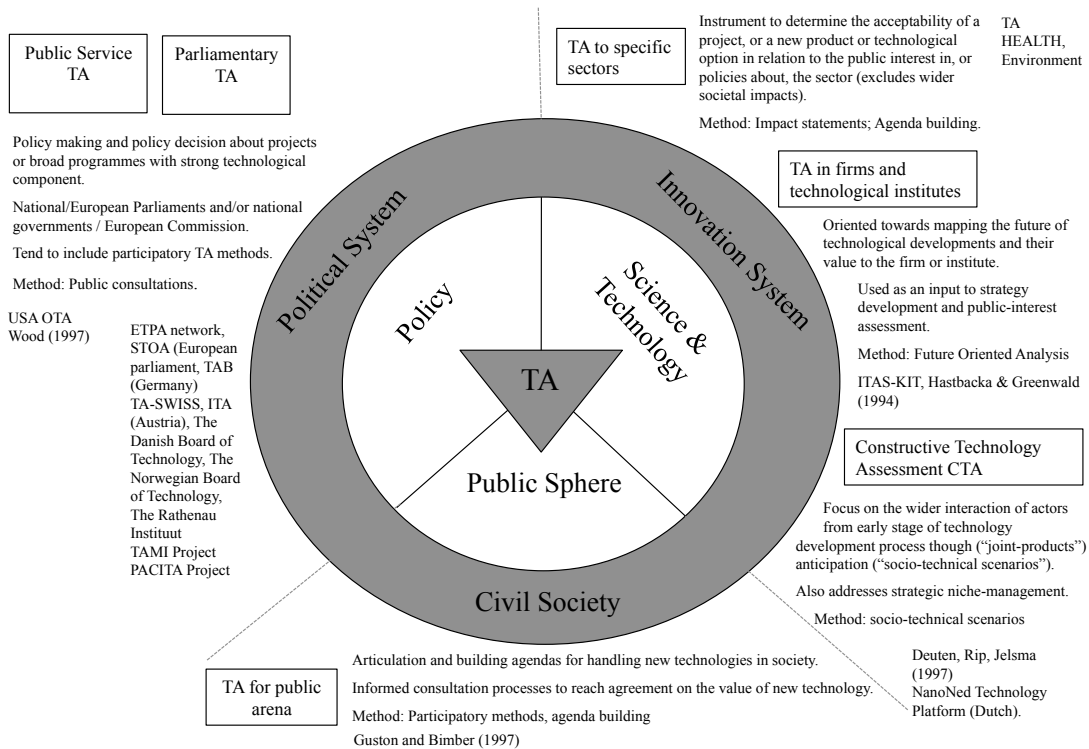 Public Service
TA
Parliamentary
TA
Policy making and policy decision about projects
or broad programmes with strong technological
component.
National/European Parliaments and/or national
governments / European Commission.
Tend to include participatory TA methods.
Method: Public consultations.
USA OTA
Wood (1997)
ETPA network,
STOA (European
parliament, TAB
(Germany)
TA-SWISS, ITA
(Austria), The
Danish Board of
Technology, The
Norwegian Board
of Technology,
The Rathenau
Instituut
TAMI Project
PACITA Project
TA to specific
sectors
Instrument to determine the acceptability of a
project, or a new product or technological
option in relation to the public interest in, or
policies about, the sector (excludes wider
societal impacts).
Method: Impact statements; Agenda building.
TA
HEALTH,
Environment
TA in firms and
technological institutes
Oriented towards mapping the future of
technological developments and their
value to the firm or institute.
Used as an input to strategy
development and public-interest
assessment.
Method: Future Oriented Analysis
ITAS-KIT, Hastbacka & Greenwald
(1994)
Constructive Technology
Assessment CTA
Focus on the wider interaction of actors
from early stage of technology
development process though (“joint-products”)
anticipation (“socio-technical scenarios”).
Also addresses strategic niche-management.
Method: socio-technical scenarios
Deuten, Rip, Jelsma
(1997)
NanoNed Technology
Platform (Dutch).
Political System
Innovation System
Policy
Science &
Technology
TA
Public Sphere
Civil Society
TA for public
arena
Articulation and building agendas for handling new technologies in society.
Informed consultation processes to reach agreement on the value of new technology.
Method: Participatory methods, agenda building
Guston and Bimber (1997)